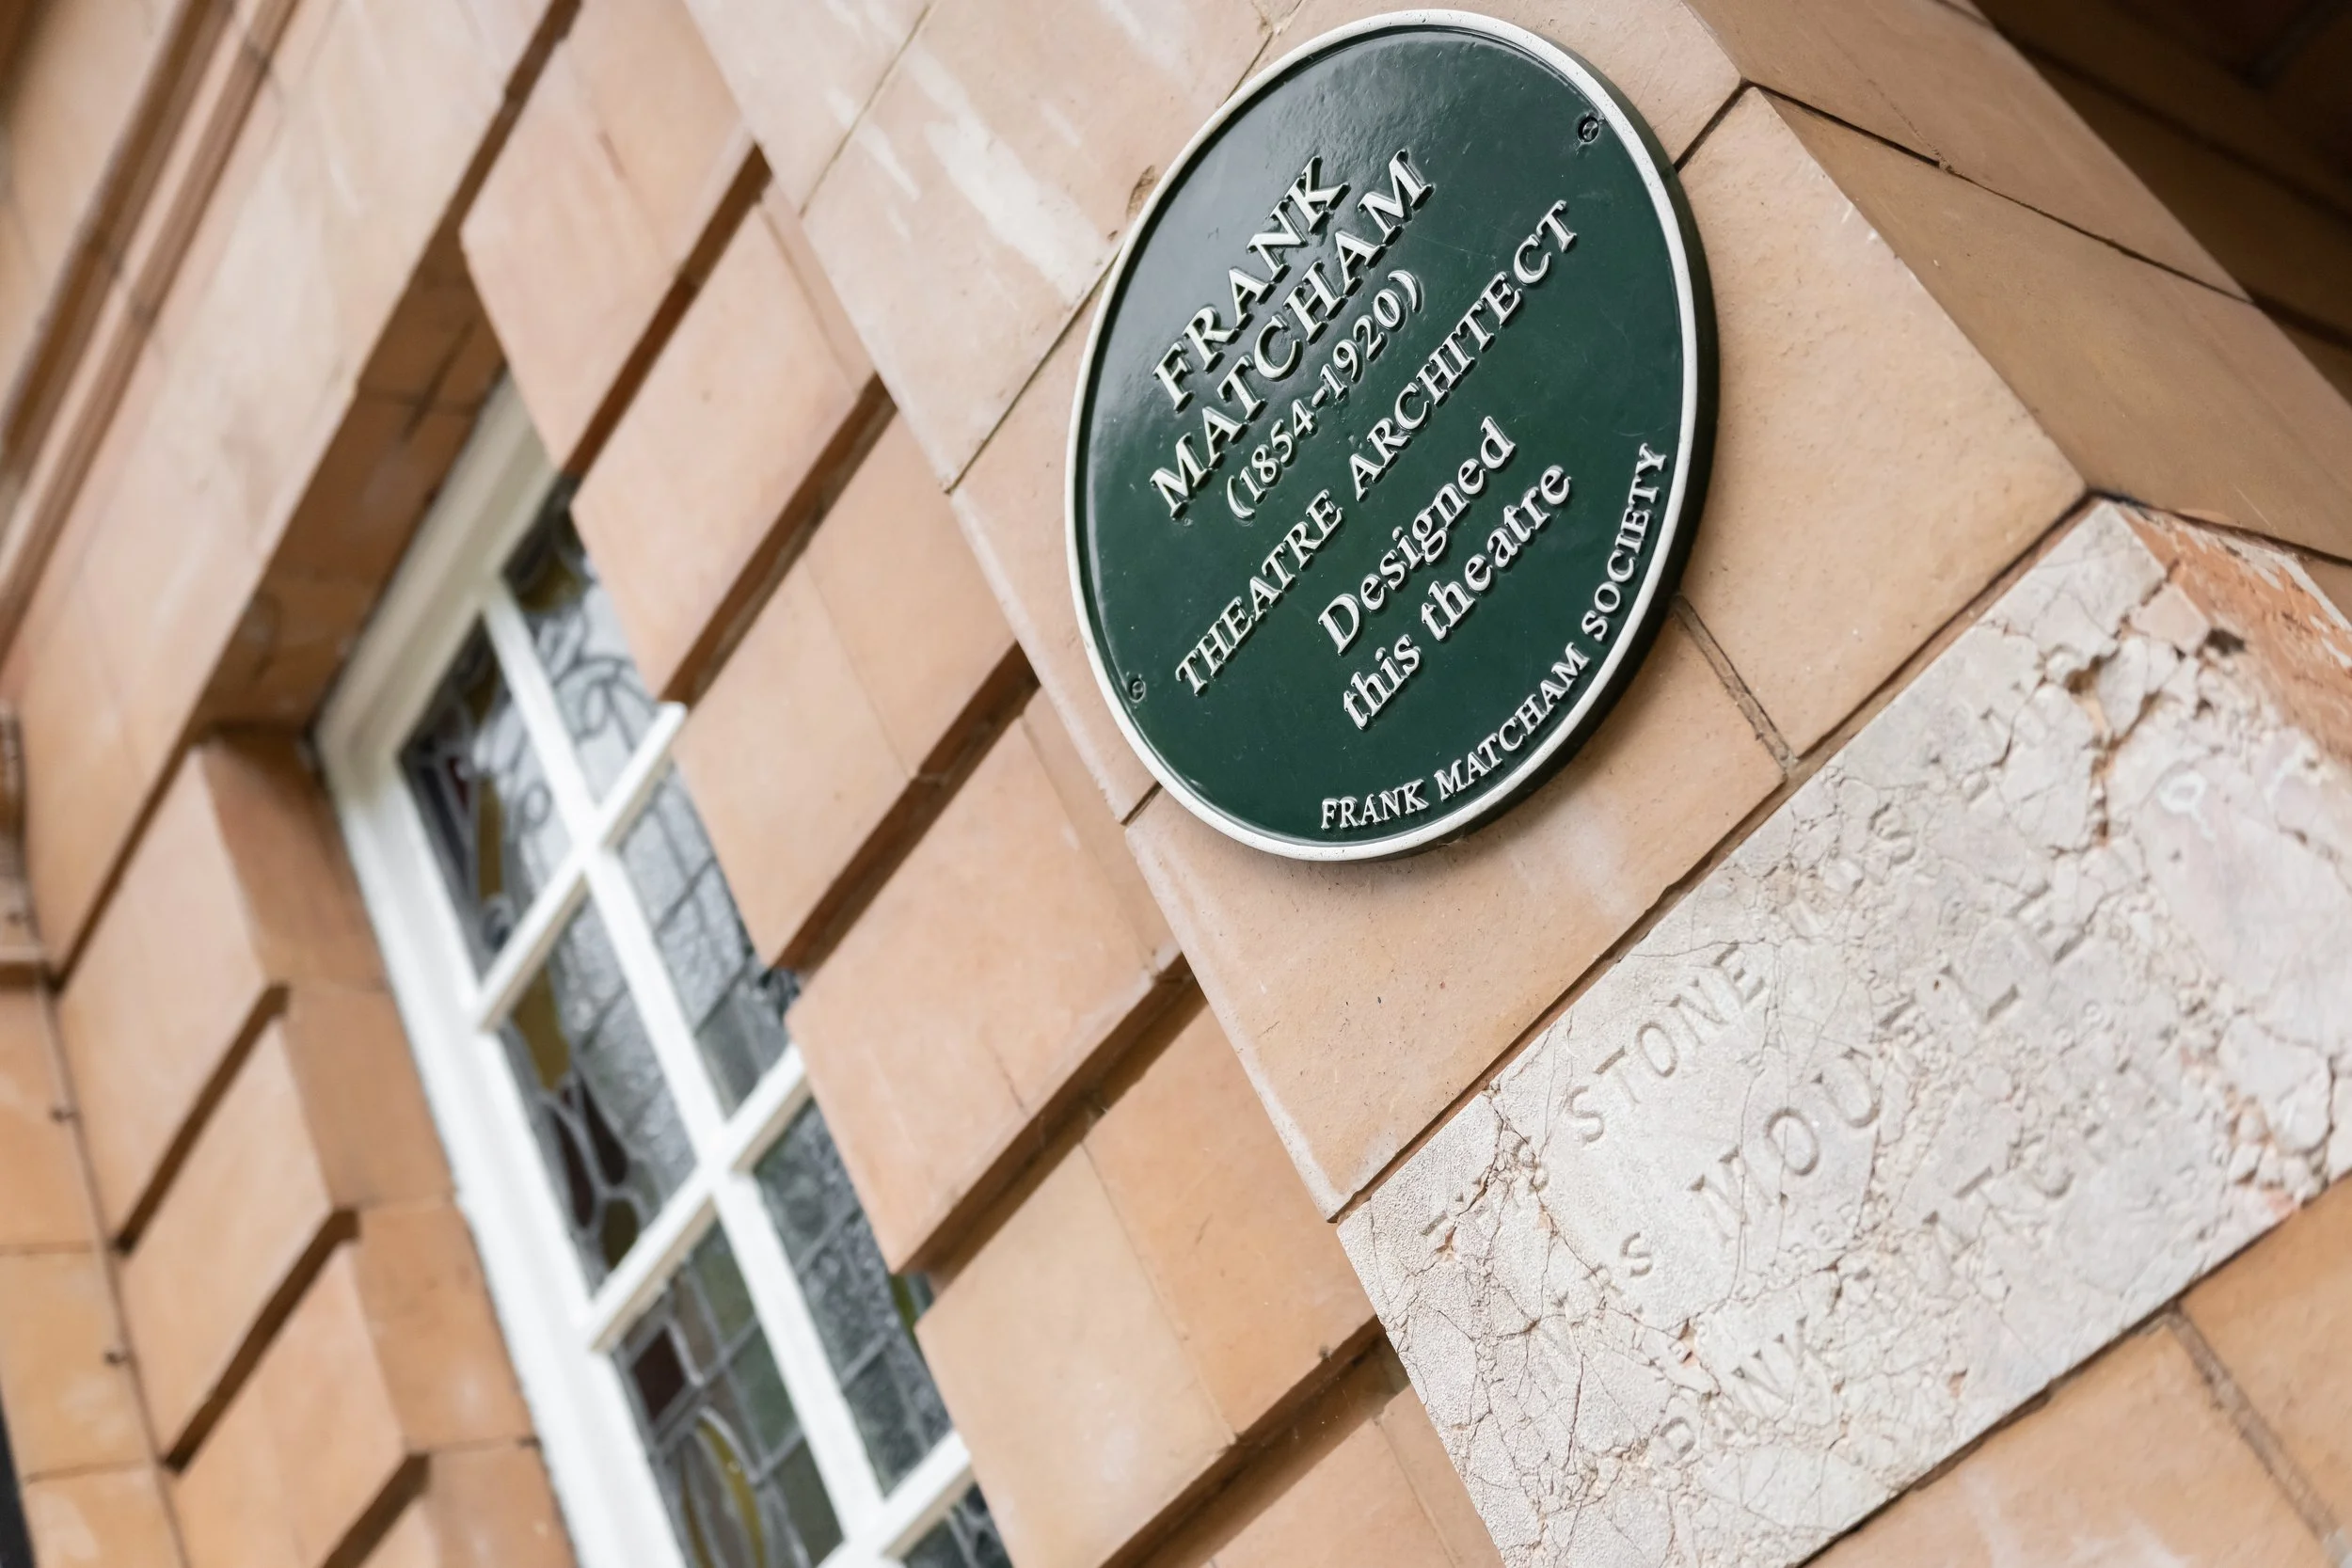 FRANK
MATCHAM
(1854-1920)
THEATRE ARCHITECT
Designed
this theatre
FRANK MATCHAM SOCIETY
STONE